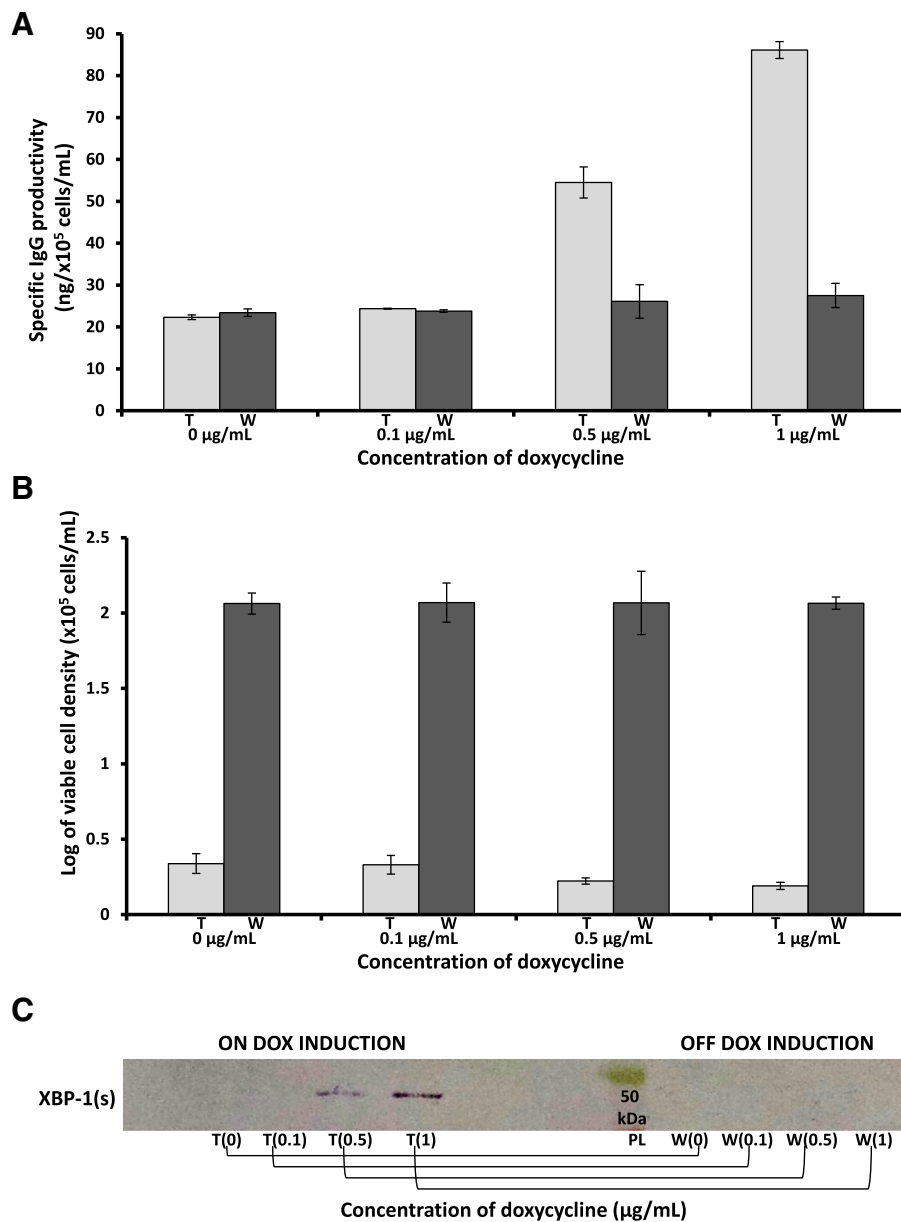 A
90
80
70
60
50
40
30
20
10
0
Specific IgG productivity
(ng/x10⁵ cells/mL)
T W T W T W T W
0 µg/mL 0.1 µg/mL 0.5 µg/mL 1 µg/mL
Concentration of doxycycline
B
2.5
2
1.5
1
0.5
0
Log of viable cell density (x10⁵ cells/mL)
T W T W T W T W
0 µg/mL 0.1 µg/mL 0.5 µg/mL 1 µg/mL
Concentration of doxycycline
C
ON DOX INDUCTION OFF DOX INDUCTION
XBP-1(s)
50
kDa
T(0) T(0.1) T(0.5) T(1) PL W(0) W(0.1) W(0.5) W(1)
Concentration of doxycycline (µg/mL)